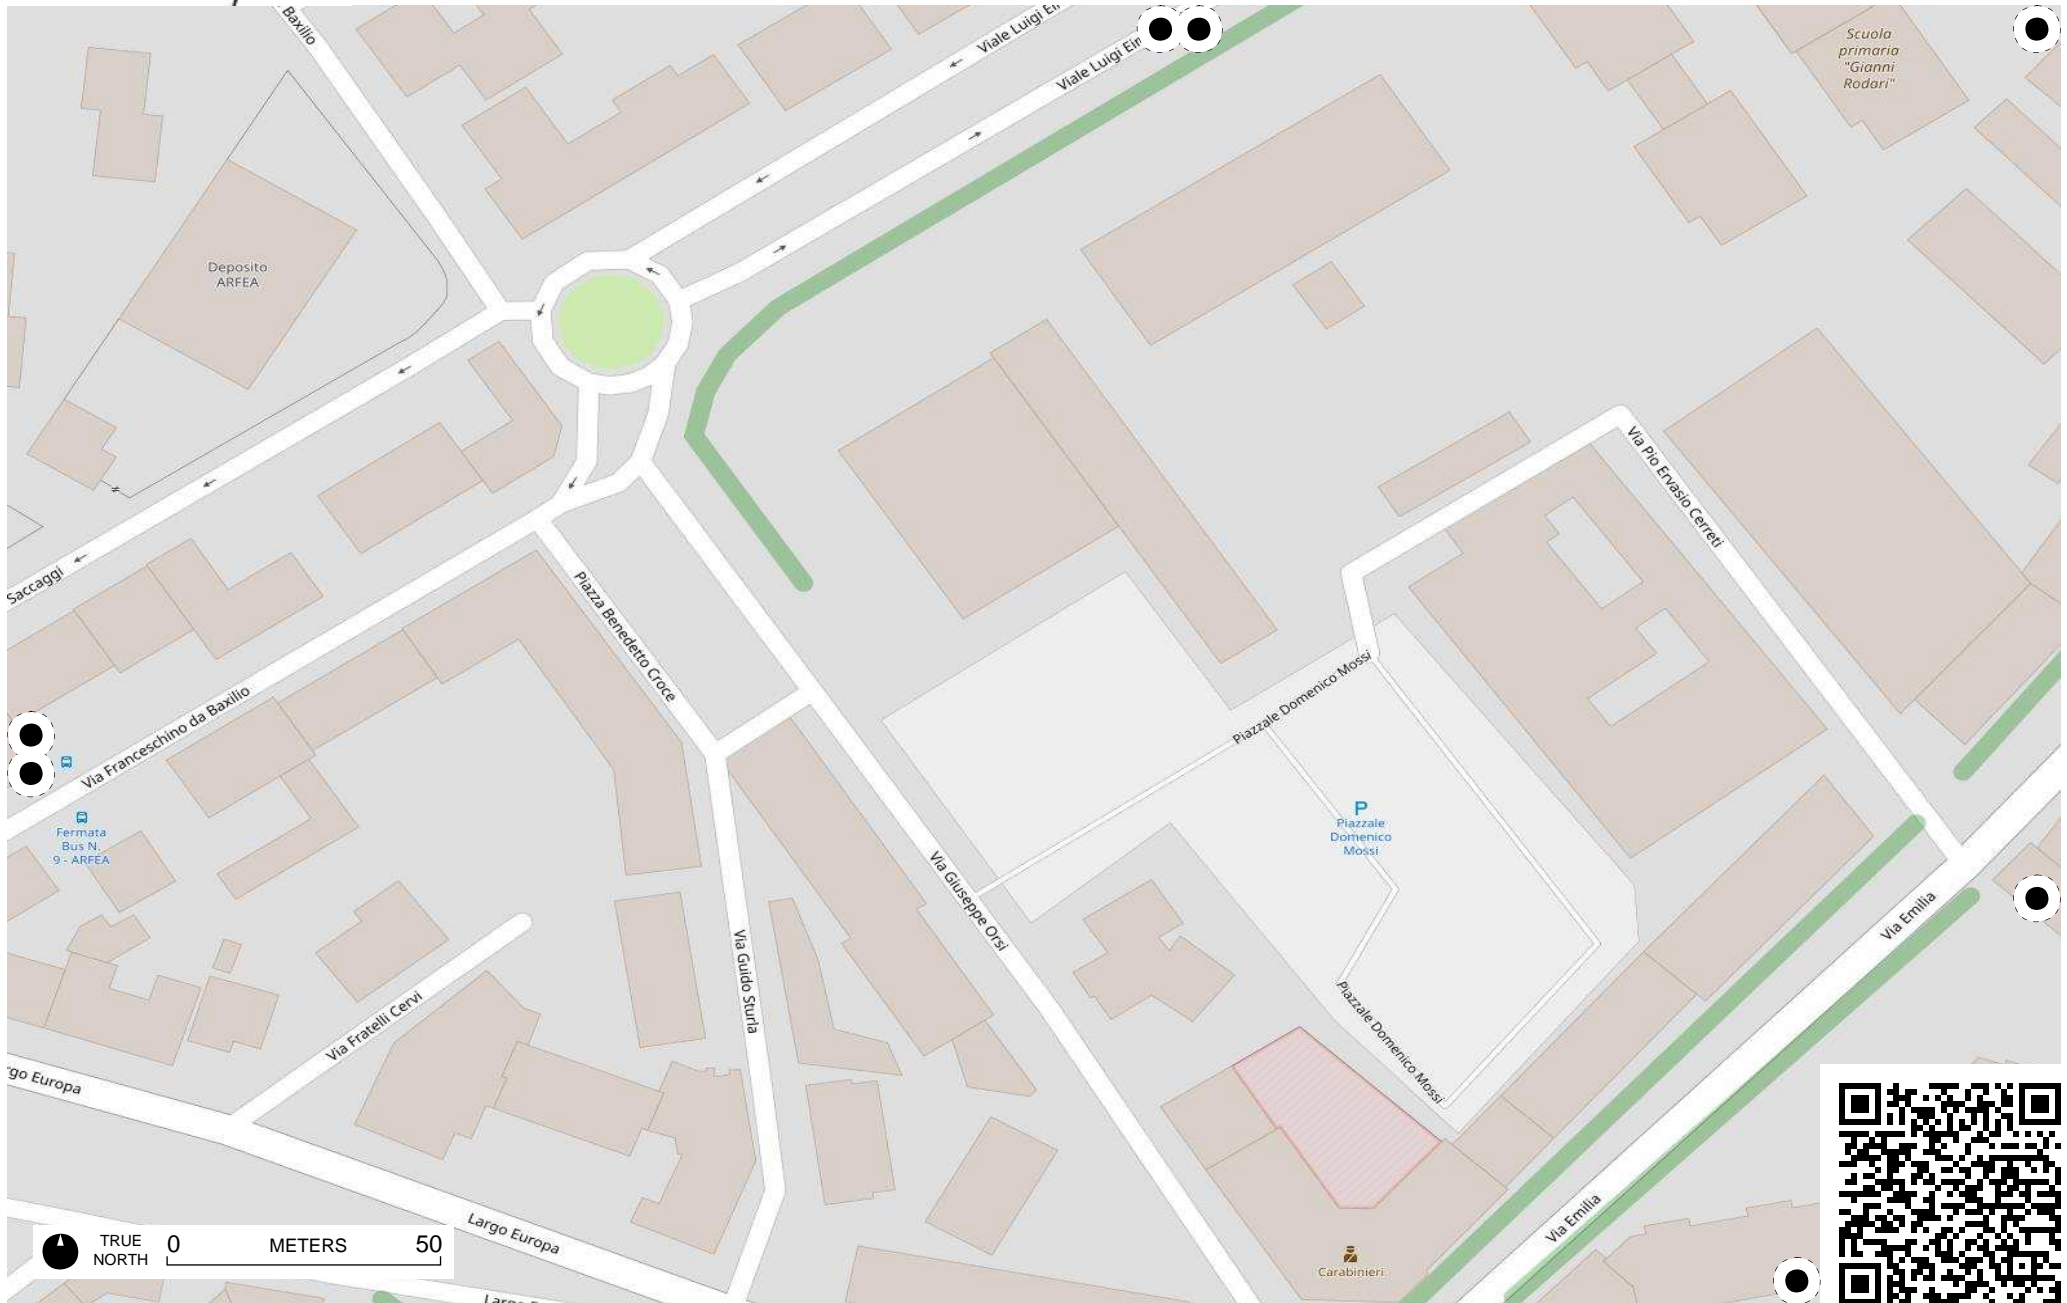 Baxilio
Viale Luigi Ein
Viale Luigi Ein
Scuola
primaria
"Gianni
Rodari"
Deposito
ARFEA
Via Pio Ervasio Cerreti
Saccaggi
Piazza Benedetto Croce
Piazzale Domenico Mossi
Via Franceschino da Baxilio
Fermata
Bus N.
9 - ARFEA
P
Piazzale
Domenico
Mossi
Via Giuseppe Orsi
Via Emilia
Via Guido Sturla
Via Fratelli Cervi
Piazzale Domenico Mossi
rgo Europa
Largo Europa
Via Emilia
TRUE
NORTH
0 METERS 50
Carabinieri
Largo